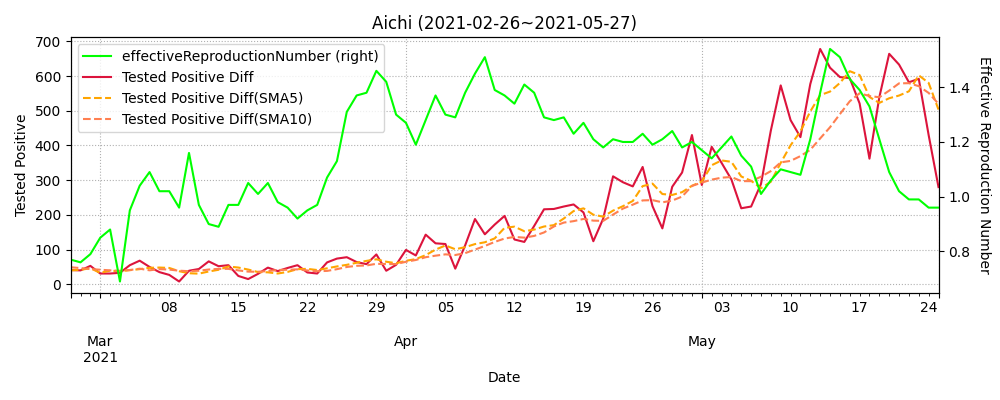 Aichi (2021-02-26~2021-05-27)
effectiveReproductionNumber (right)
Tested Positive Diff
Tested Positive Diff(SMA5)
Tested Positive Diff(SMA10)
Tested Positive
700
600
500
400
300
200
100
0
1.4
1.2
1.0
0.8
Effective Reproduction Number
08 15 22 29 05 12 19 26 03 10 17 24
Mar Apr May
2021
Date